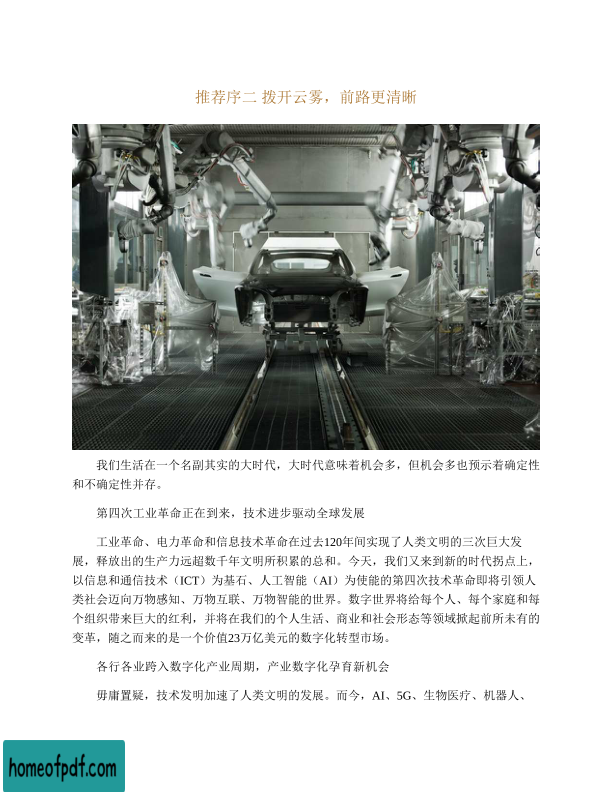 推荐序二 拨开云雾，前路更清晰
我们生活在一个名副其实的大时代，大时代意味着机会多，但机会多也预示着确定性
和不确定性并存。
第四次工业革命正在到来，技术进步驱动全球发展
工业革命、电力革命和信息技术革命在过去120年间实现了人类文明的三次巨大发
展，释放出的生产力远超数千年文明所积累的总和。今天，我们又来到新的时代拐点上，
以信息和通信技术（ICT）为基石、人工智能（AI）为使能的第四次技术革命即将引领人
类社会迈向万物感知、万物互联、万物智能的世界。数字世界将给每个人、每个家庭和每
个组织带来巨大的红利，并将在我们的个人生活、商业和社会形态等领域掀起前所未有的
变革，随之而来的是一个价值23万亿美元的数字化转型市场。
各行各业跨入数字化产业周期，产业数字化孕育新机会
毋庸置疑，技术发明加速了人类文明的发展。而今，AI、5G、生物医疗、机器人、
homeofpdf.com